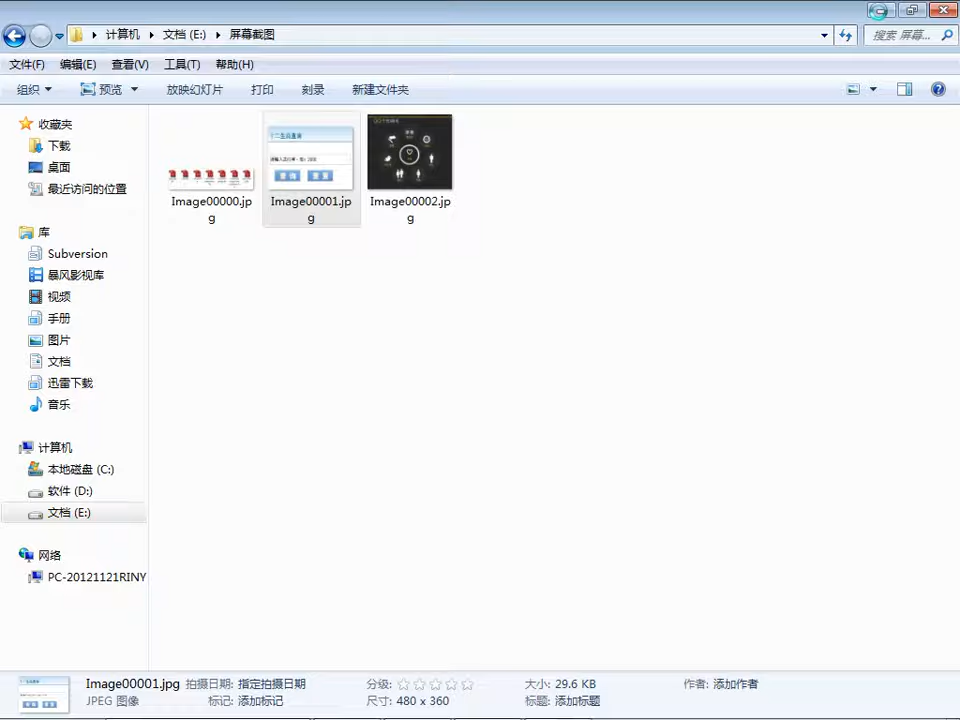 计算机 文档 (E:) 屏幕截图 搜索 屏幕...
文件(F) 编辑(E) 查看(V) 工具(T) 帮助(H)
组织 预览 放映幻灯片 打印 刻录 新建文件夹
收藏夹
下载
桌面
最近访问的位置
库
Subversion
暴风影视库
视频
手册
图片
文档
迅雷下载
音乐
计算机
本地磁盘 (C:)
软件 (D:)
文档 (E:)
网络
PC-20121121RINY
Image00000.jp
g
Image00001.jp
g
Image00002.jp
g
Image00001.jpg 拍摄日期: 指定拍摄日期 分级: 大小: 29.6 KB 作者: 添加作者
JPEG 图像 标记: 添加标记 尺寸: 480 x 360 标题: 添加标题